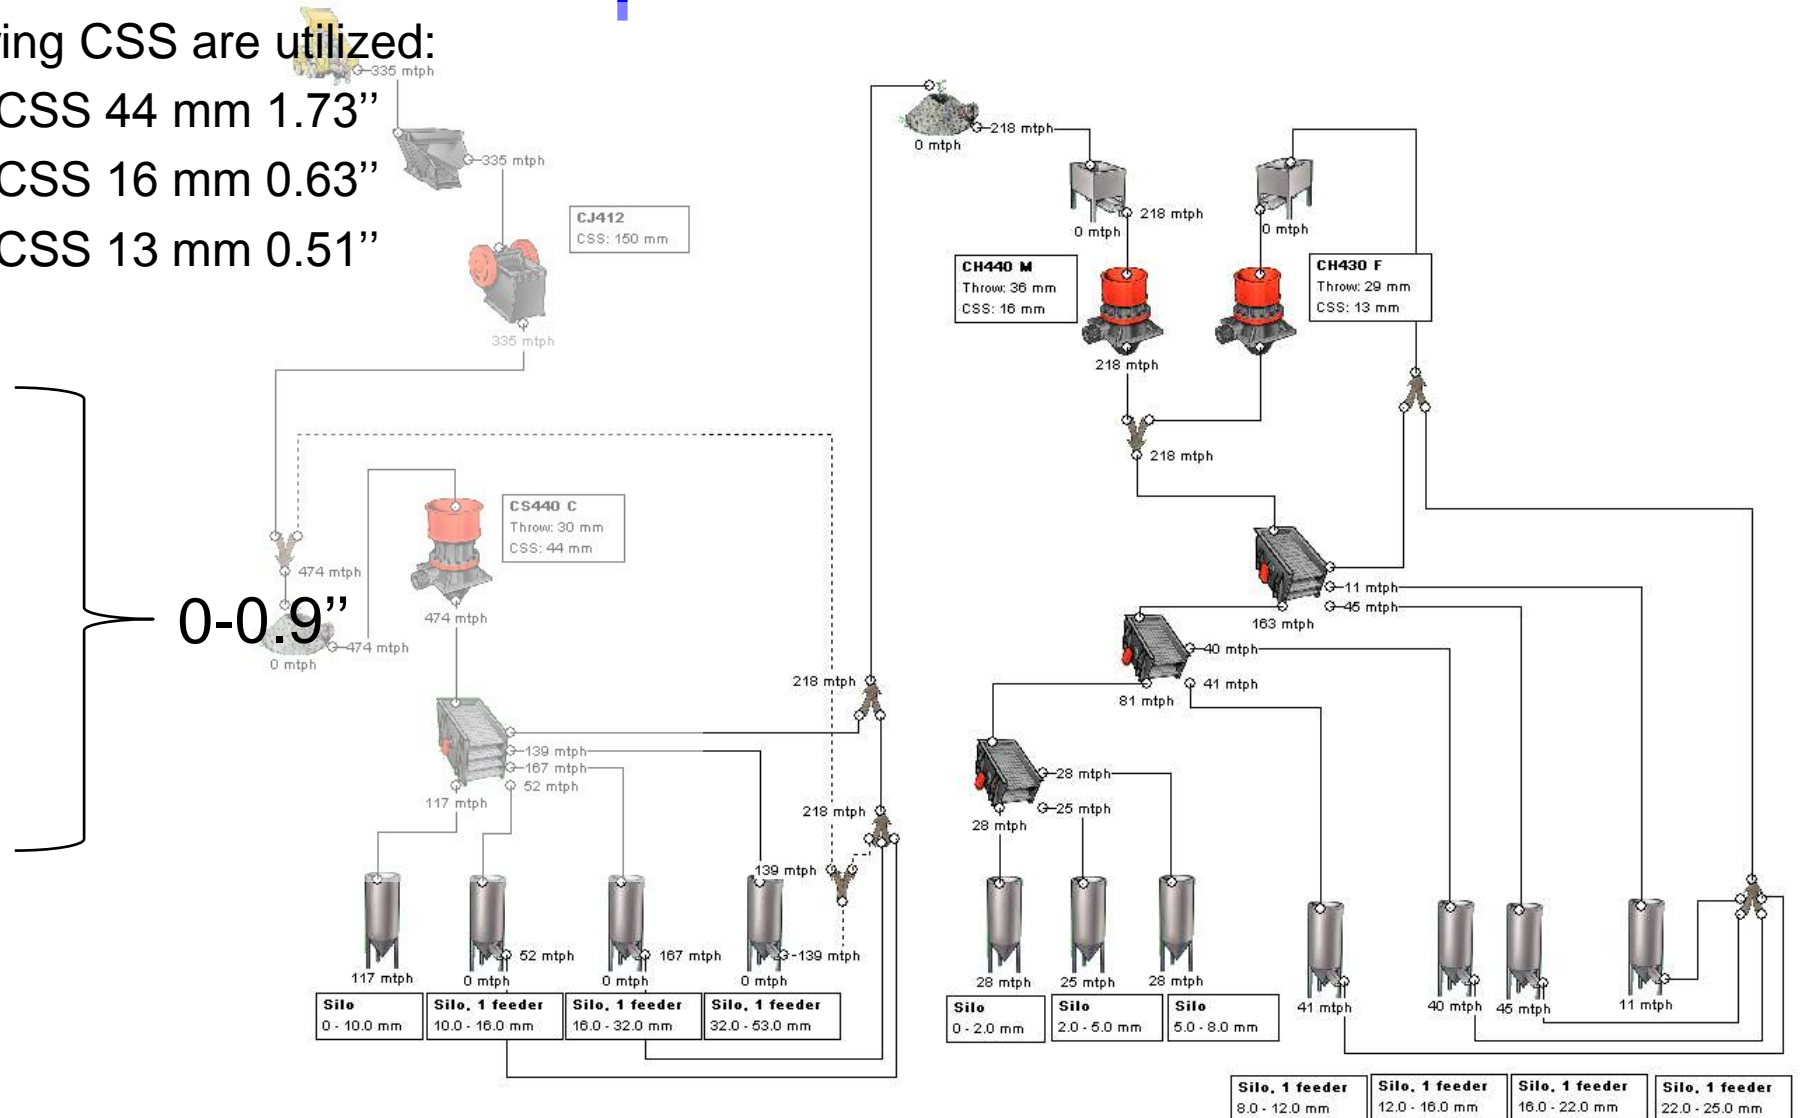 ing CSS are utilized:
CSS 44 mm 1.73’’
CSS 16 mm 0.63’’
CSS 13 mm 0.51’’
0-0.9’’
335 mtph
335 mtph
CJ412
CSS: 150 mm
335 mtph
474 mtph
474 mtph
0 mtph
CS440 C
Throw: 30 mm
CSS: 44 mm
474 mtph
139 mtph
167 mtph
52 mtph
117 mtph
218 mtph
218 mtph
139 mtph
117 mtph
52 mtph
0 mtph
167 mtph
0 mtph
-139 mtph
0 mtph
Silo
0 - 10.0 mm
Silo, 1 feeder
10.0 - 16.0 mm
Silo, 1 feeder
16.0 - 32.0 mm
Silo, 1 feeder
32.0 - 53.0 mm
0 mtph
218 mtph
218 mtph
0 mtph
0 mtph
CH440 M
Throw: 36 mm
CSS: 16 mm
CH430 F
Throw: 29 mm
CSS: 13 mm
218 mtph
218 mtph
11 mtph
45 mtph
163 mtph
40 mtph
41 mtph
81 mtph
28 mtph
25 mtph
28 mtph
28 mtph
25 mtph
28 mtph
Silo
0 - 2.0 mm
Silo
2.0 - 5.0 mm
Silo
5.0 - 8.0 mm
41 mtph
40 mtph
45 mtph
11 mtph
Silo, 1 feeder
8.0 - 12.0 mm
Silo, 1 feeder
12.0 - 16.0 mm
Silo, 1 feeder
16.0 - 22.0 mm
Silo, 1 feeder
22.0 - 25.0 mm